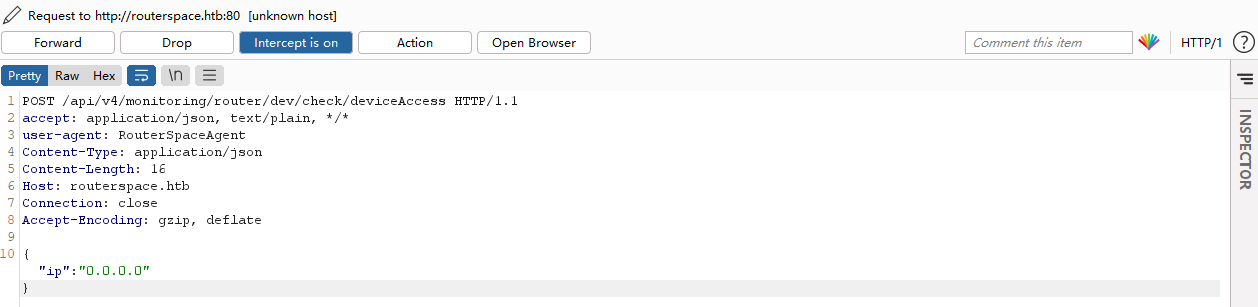 Request to http://routerspace.htb:80 [unknown host]
Forward Drop Intercept is on Action Open Browser Comment this item HTTP/1 ?
Pretty Raw Hex \n
1 POST /api/v4/monitoring/router/dev/check/deviceAccess HTTP/1.1
2 accept: application/json, text/plain, */*
3 user-agent: RouterSpaceAgent
4 Content-Type: application/json
5 Content-Length: 16
6 Host: routerspace.htb
7 Connection: close
8 Accept-Encoding: gzip, deflate
9
10 {
"ip":"0.0.0.0"
}
INSPECTOR